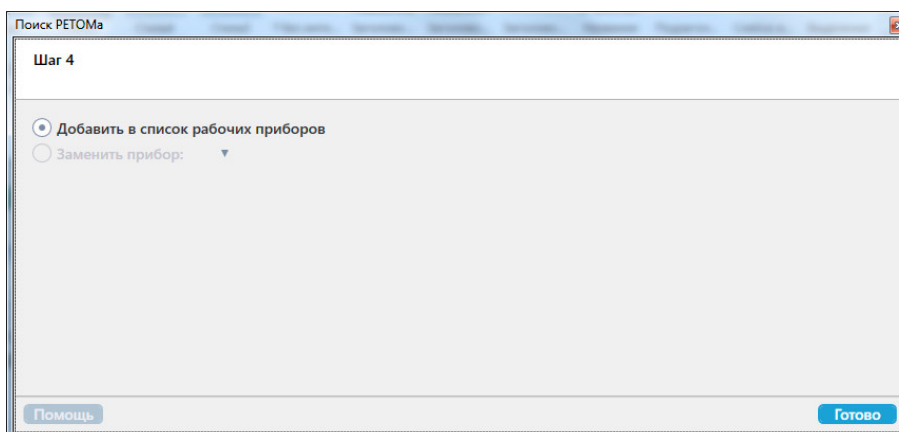 Поиск РЕТОМа
Шаг 4
Добавить в список рабочих приборов
Заменить прибор:
Помощь
Готово